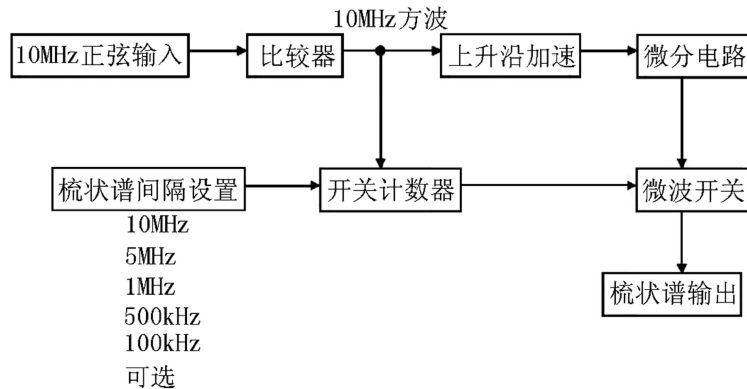 10MHz方波
10MHz正弦输入
比较器
上升沿加速
微分电路
梳状谱间隔设置
开关计数器
微波开关
10MHz
5MHz
1MHz
500kHz
100kHz
可选
梳状谱输出